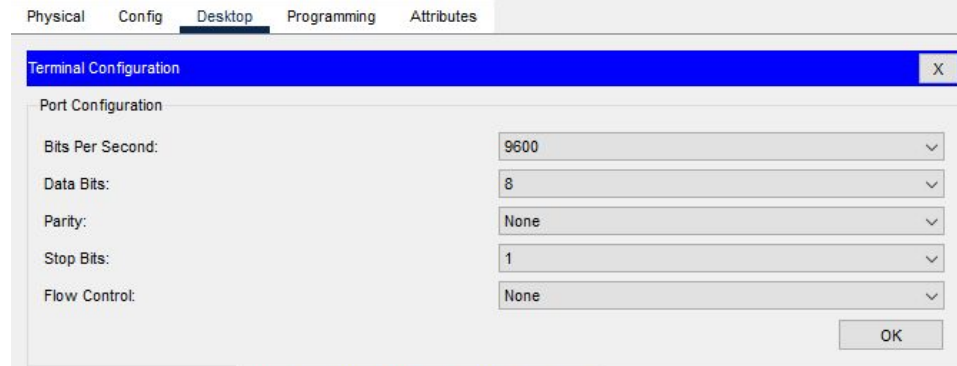 Physical Config Desktop Programming Attributes
Terminal Configuration X
Port Configuration
Bits Per Second: 9600
Data Bits: 8
Parity: None
Stop Bits: 1
Flow Control: None
OK